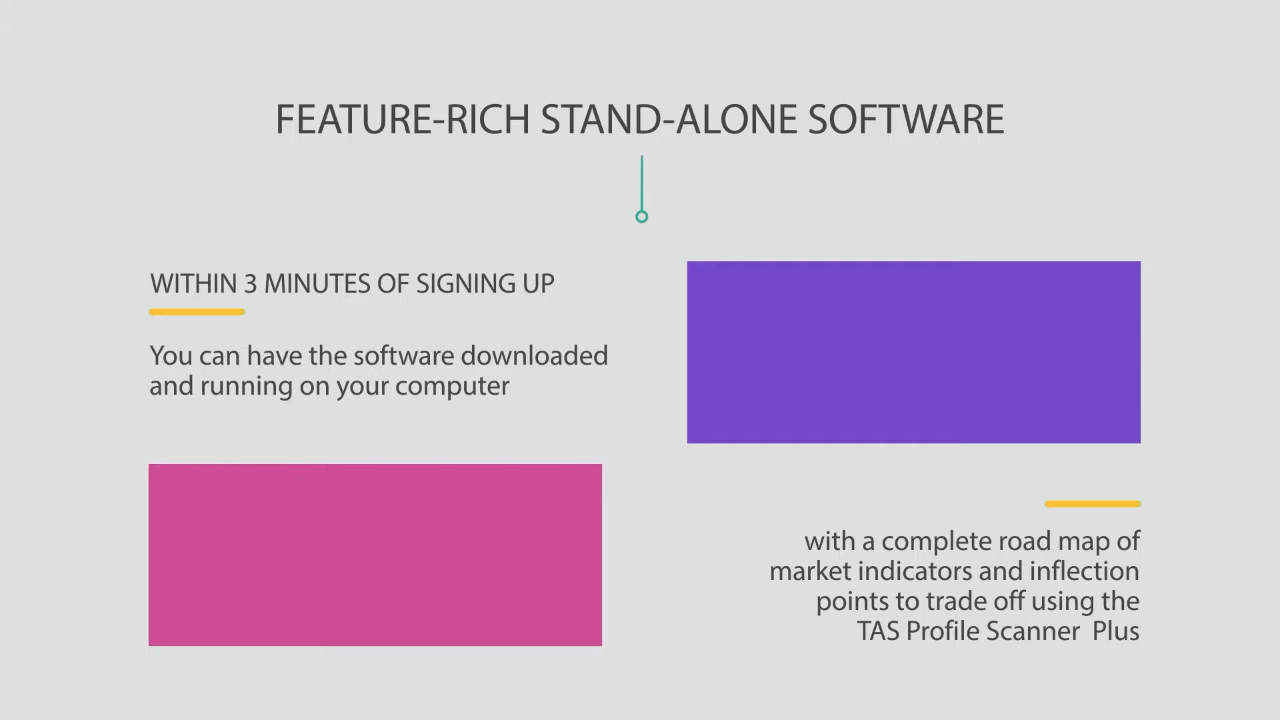 FEATURE-RICH STAND-ALONE SOFTWARE
WITHIN 3 MINUTES OF SIGNING UP
You can have the software downloaded
and running on your computer
with a complete road map of
market indicators and inflection
points to trade off using the
TAS Profile Scanner  Plus